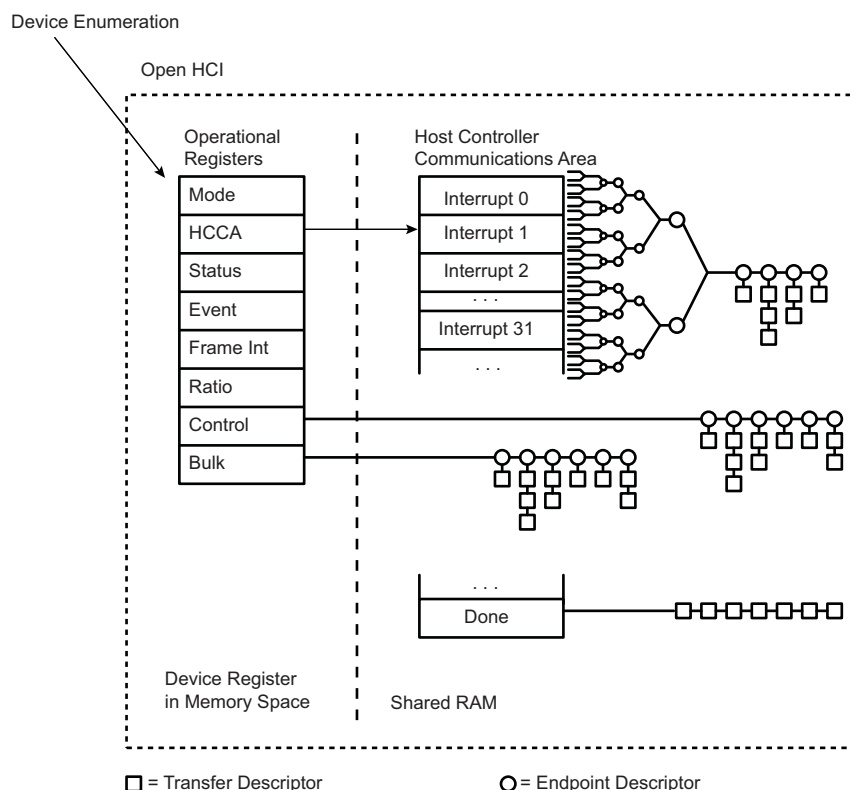 Device Enumeration
Open HCI
Operational
Registers
Mode
HCCA
Status
Event
Frame Int
Ratio
Control
Bulk
Host Controller
Communications Area
Interrupt 0
Interrupt 1
Interrupt 2
. . .
Interrupt 31
. . .
. . .
Done
Device Register
in Memory Space
Shared RAM
= Transfer Descriptor
= Endpoint Descriptor